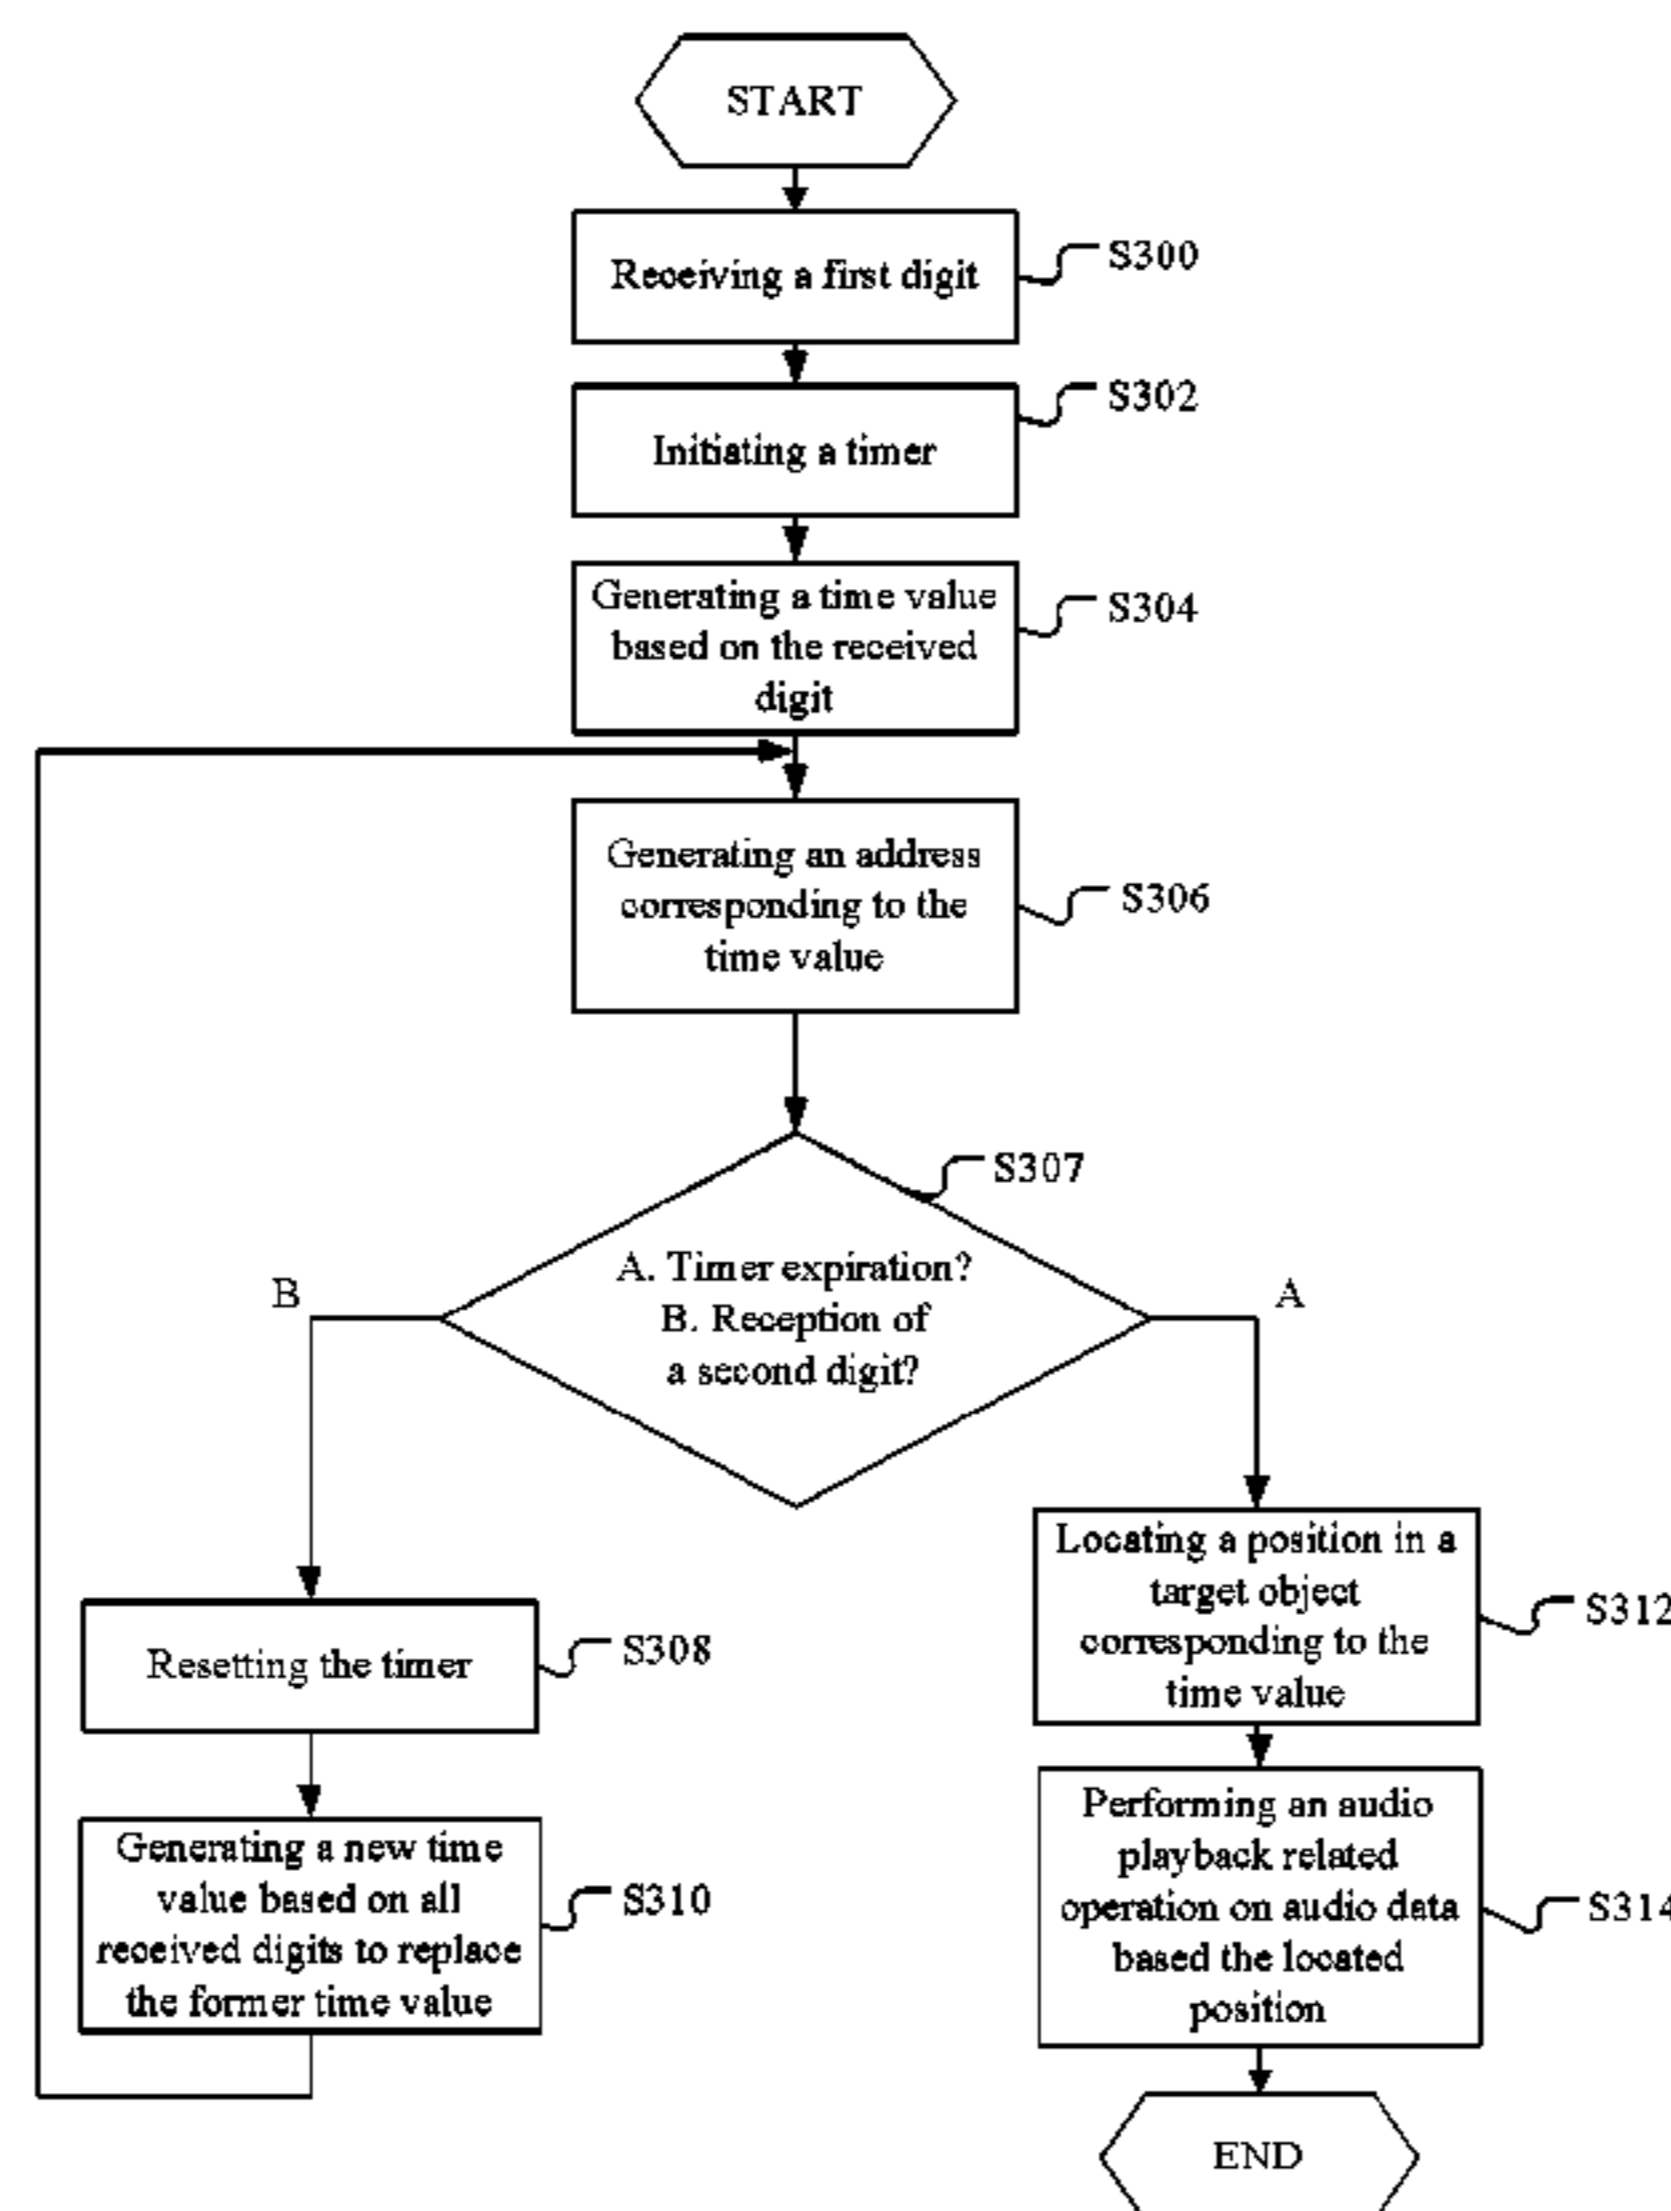 START
Receiving a first digit
S300
Initiating a timer
S302
Generating a time value
based on the received
digit
S304
Generating an address
corresponding to the
time value
S306
S307
A. Timer expiration?
B. Reception of
a second digit?
B
A
Resetting the timer
S308
Generating a new time
value based on all
received digits to replace
the former time value
S310
Locating a position in a
target object
corresponding to the
time value
S312
Performing an audio
playback related
operation on audio data
based the located
position
S314
END